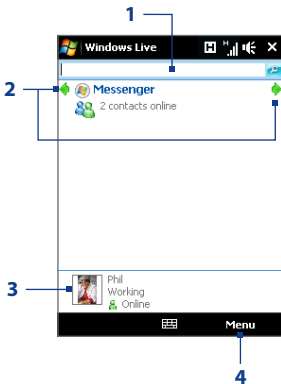 1
Windows Live
H
H
2
Messenger
2 contacts online
3
Phil
Working
Online
Menu
4